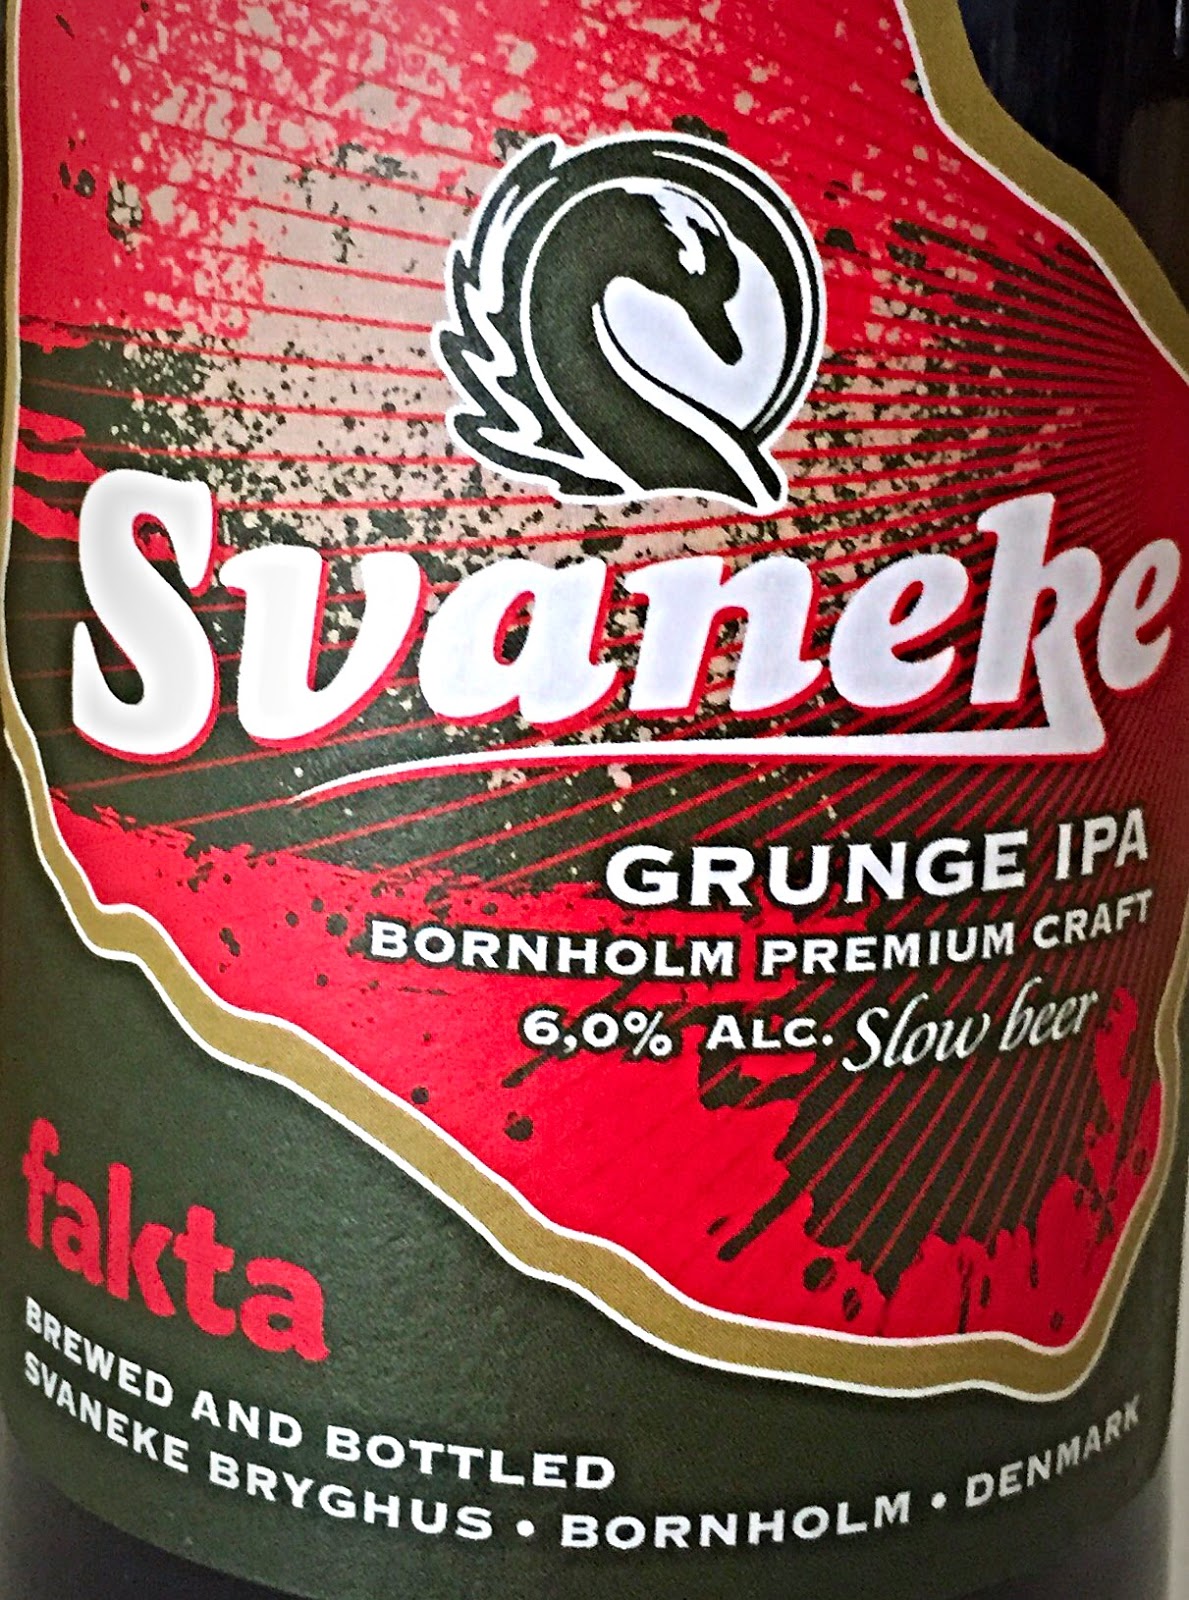 Svaneke
GRUNGE IPA
BORNHOLM PREMIUM CRAFT
6,0% ALC. Slow beer
fakta
BREWED AND BOTTLED
SVANEKE BRYGHUS • BORNHOLM • DENMARK